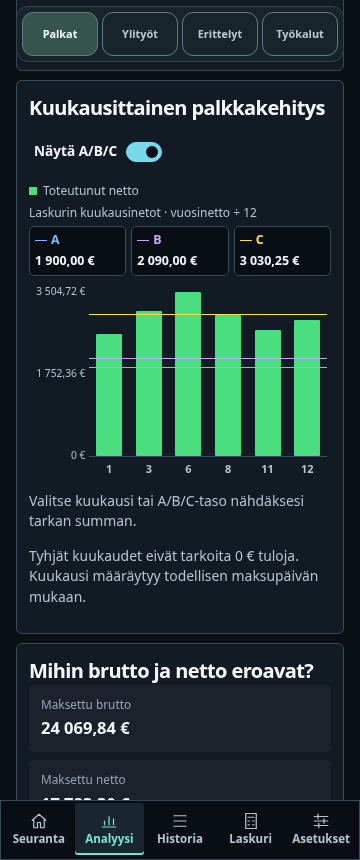 Palkat
Ylityöt
Erittelyt
Työkalut
Kuukausittainen palkkakehitys
Näytä A/B/C
Toteutunut netto
Laskurin kuukausinetot · vuosinetto ÷ 12
A
1 900,00 €
B
2 090,00 €
C
3 030,25 €
3 504,72 €
1 752,36 €
0 €
1 3 6 8 11 12
Valitse kuukausi tai A/B/C-taso nähdäksesi
tarkan summan.
Tyhjät kuukaudet eivät tarkoita 0 € tuloja.
Kuukausi määräytyy todellisen maksupäivän
mukaan.
Mihin brutto ja netto eroavat?
Maksettu brutto
24 069,84 €
Maksettu netto
Seuranta
Analyysi
Historia
Laskuri
Asetukset